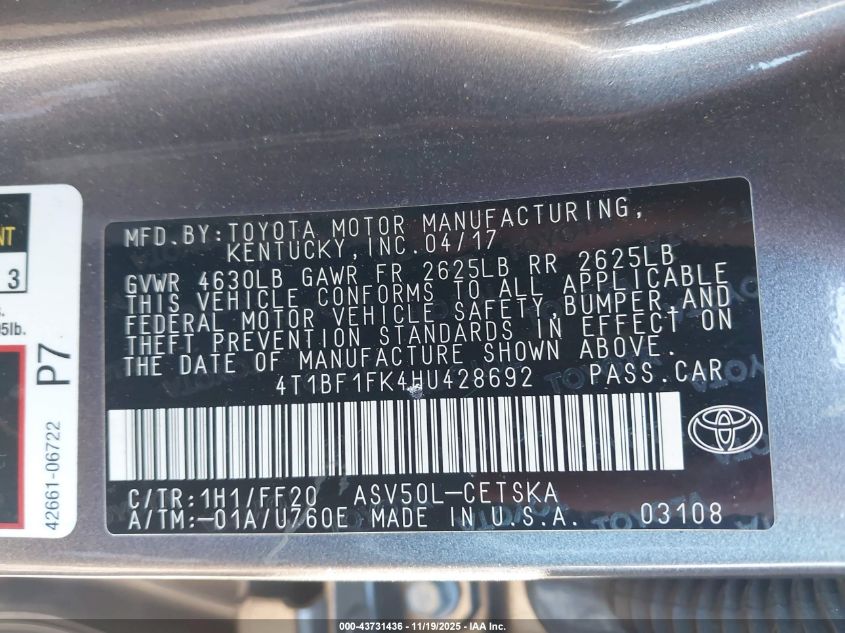 NT
3
5lb.
P7
42661-06722
MFD.BY:TOYOTA MOTOR MANUFACTURING,
KENTUCKY,INC.04/17
GVWR 4630LB GAWR FR 2625LB RR 2625LB
THIS VEHICLE CONFORMS TO ALL APPLICABLE
FEDERAL MOTOR VEHICLE SAFETY,BUMPER,AND
THEFT PREVENTION STANDARDS IN EFFECT ON
THE DATE OF MANUFACTURE SHOWN ABOVE.
4T1BF1FK4HU428692 PASS.CAR
C/TR:1H1/FF20 ASV50L-CETSKA
A/TM:-01A/U760E MADE IN U.S.A. 03108
000-43731436 - 11/19/2025 - IAA Inc.